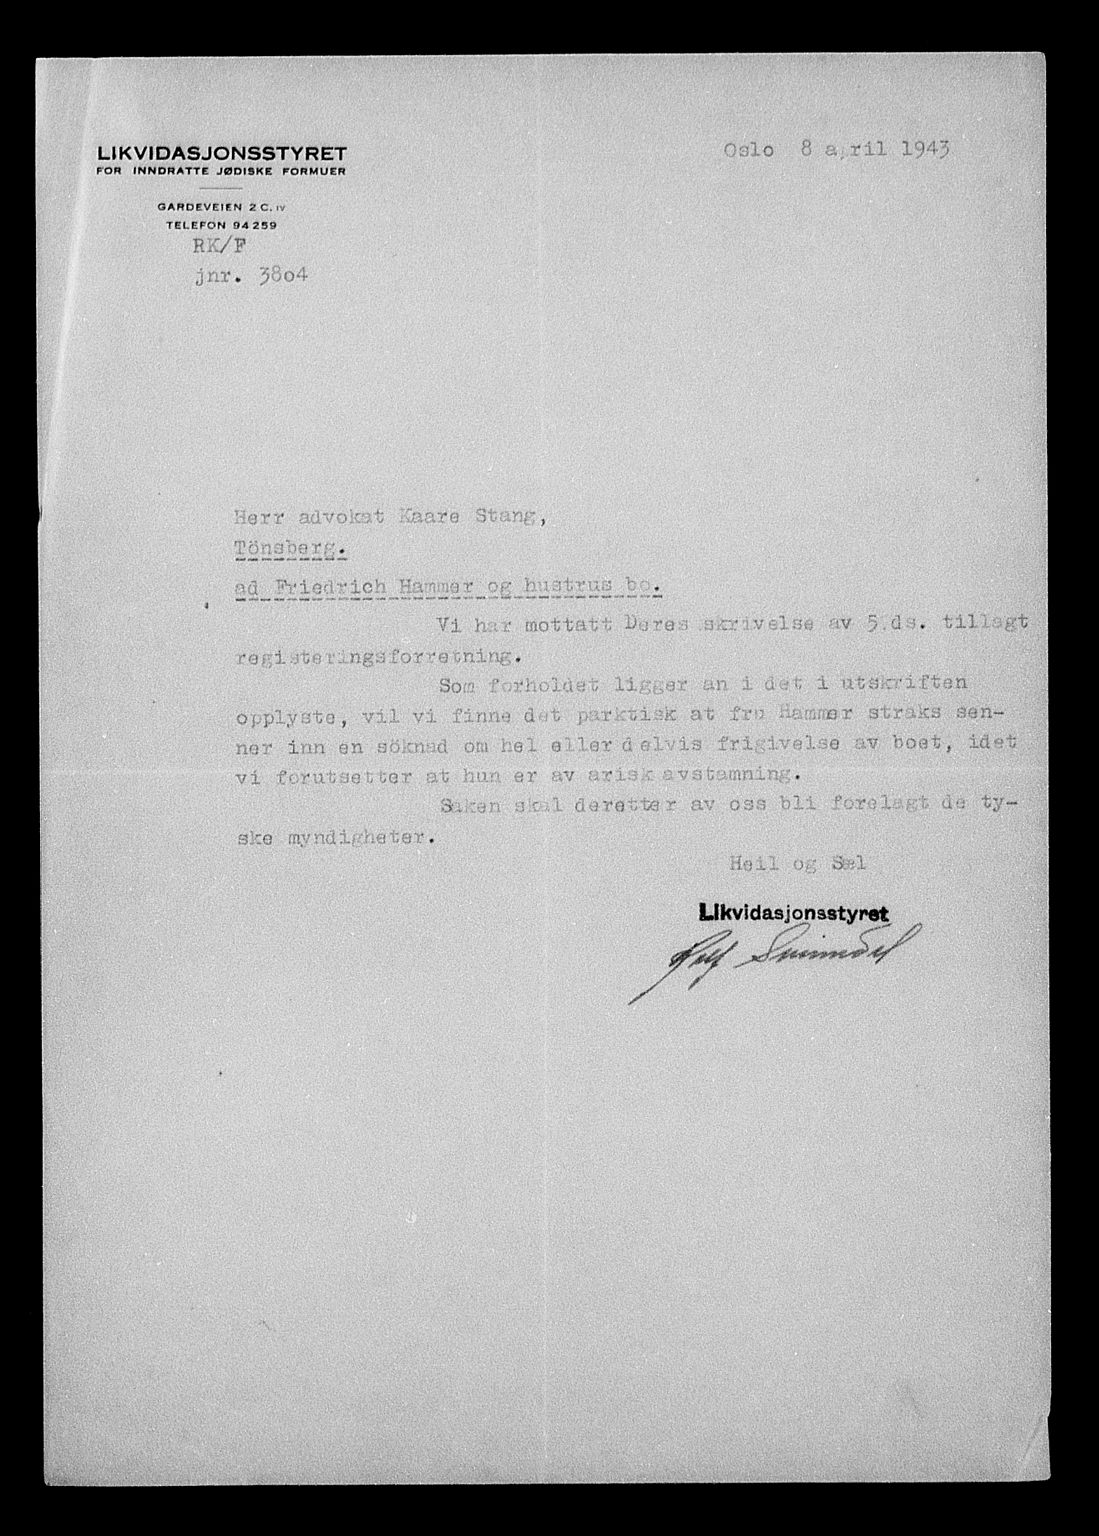 LIKVIDASJONSSTYRET
FOR INNDRATTE JØDISKE FORMUER
GARDEVEIEN 2 C. IV
TELEFON 94259
RK/F
jnr. 38o4
Oslo 8 april 1943
Herr advokat Kaare Stang,
Tönsberg.
ad Friedrich Hammer og hustrus bo.
Vi har mottatt Deres skrivelse av 5.ds. tillagt
registeringsforretning.
Som forholdet ligger an i det i utskriften
opplyste, vil vi finne det parktisk at fru Hammer straks sen-
ner inn en söknad om hel eller delvis frigivelse av boet, idet
vi forutsetter at hun er av arisk avstamning.
Saken skal deretter av oss bli forelagt de ty-
ske myndigheter.
Heil og Sæl
Likvidasjonsstyret
Rolf